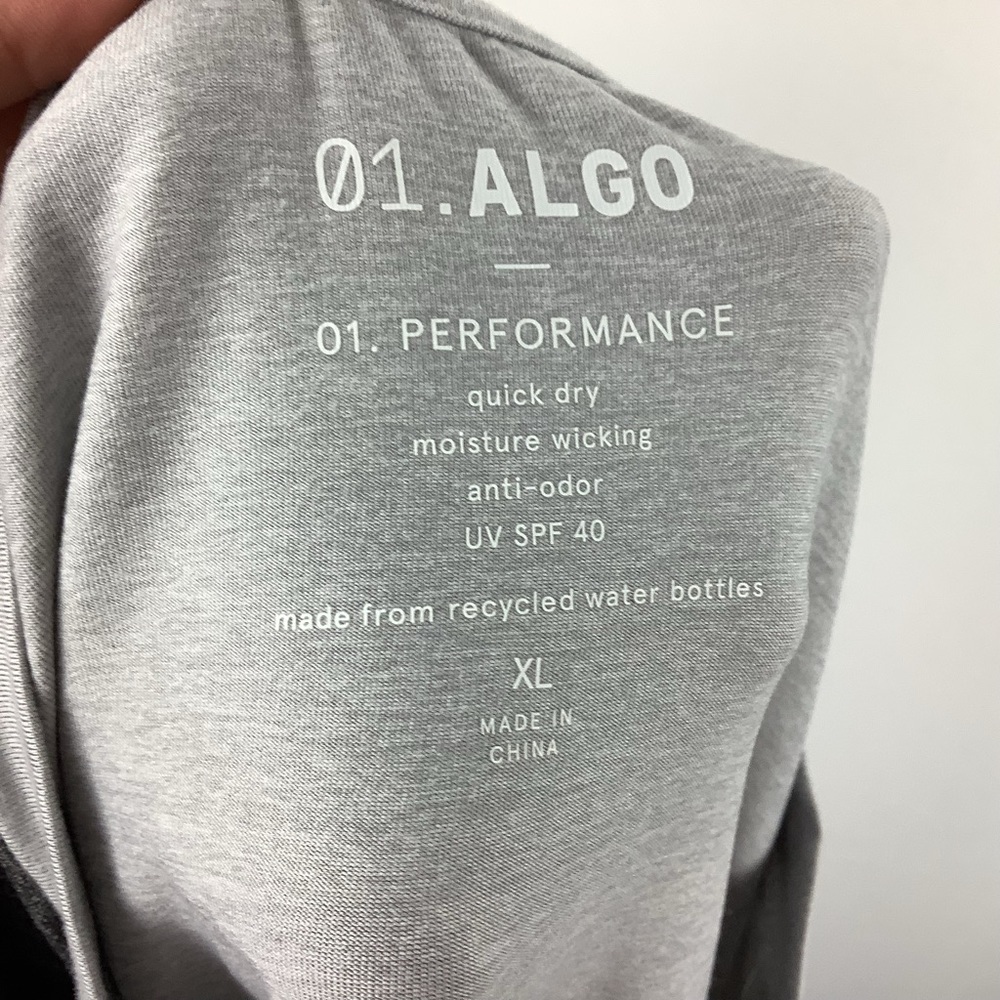 01.ALGO
01. PERFORMANCE
quick dry
moisture wicking
anti-odor
UV SPF 40
made from recycled water bottles
XL
MADE IN
CHINA